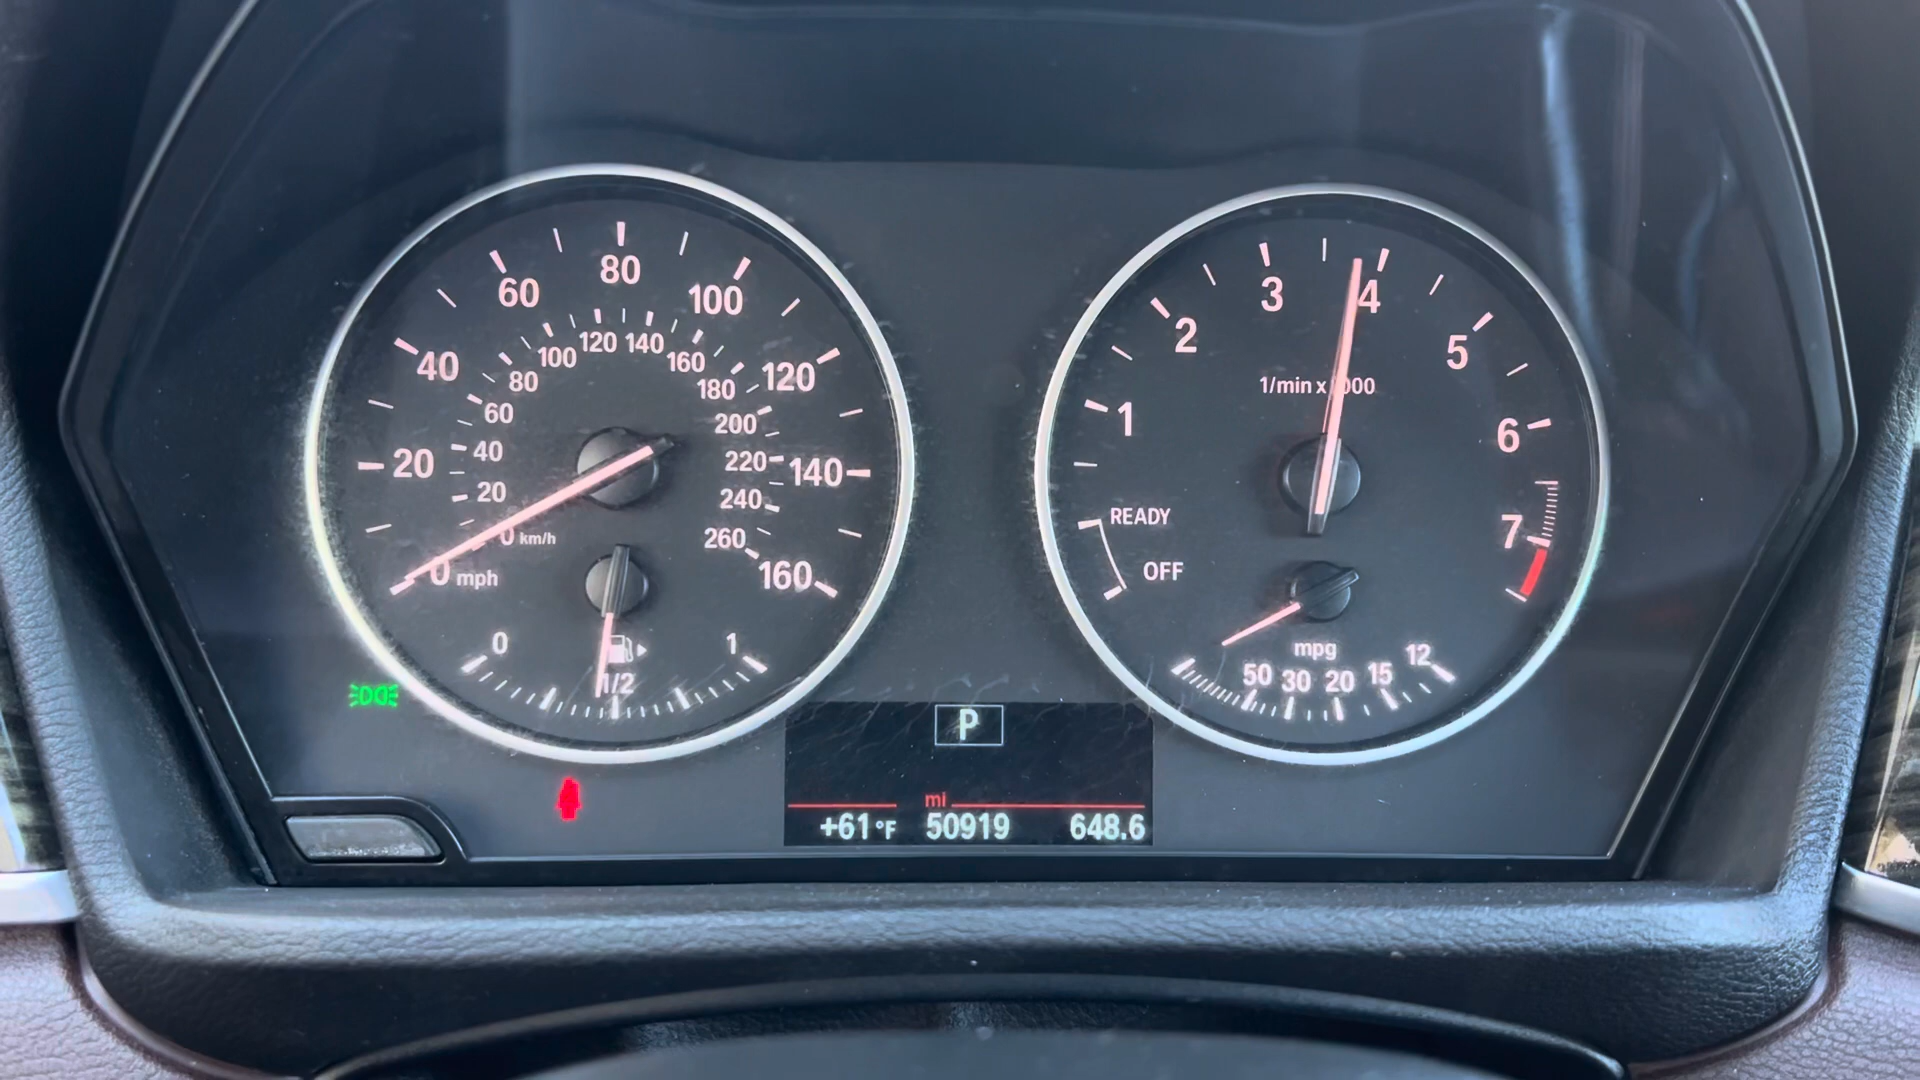 60 80 100
40 120
20 140
0 mph 160
100 120 140 160
80 180
60 200
40 220
20 240
0 km/h 260
0 1/2 1
1 2 3 4 5 6 7
1/min x 000
READY
OFF
mpg
50 30 20 15 12
P
mi
+61 °F 50919 648.6